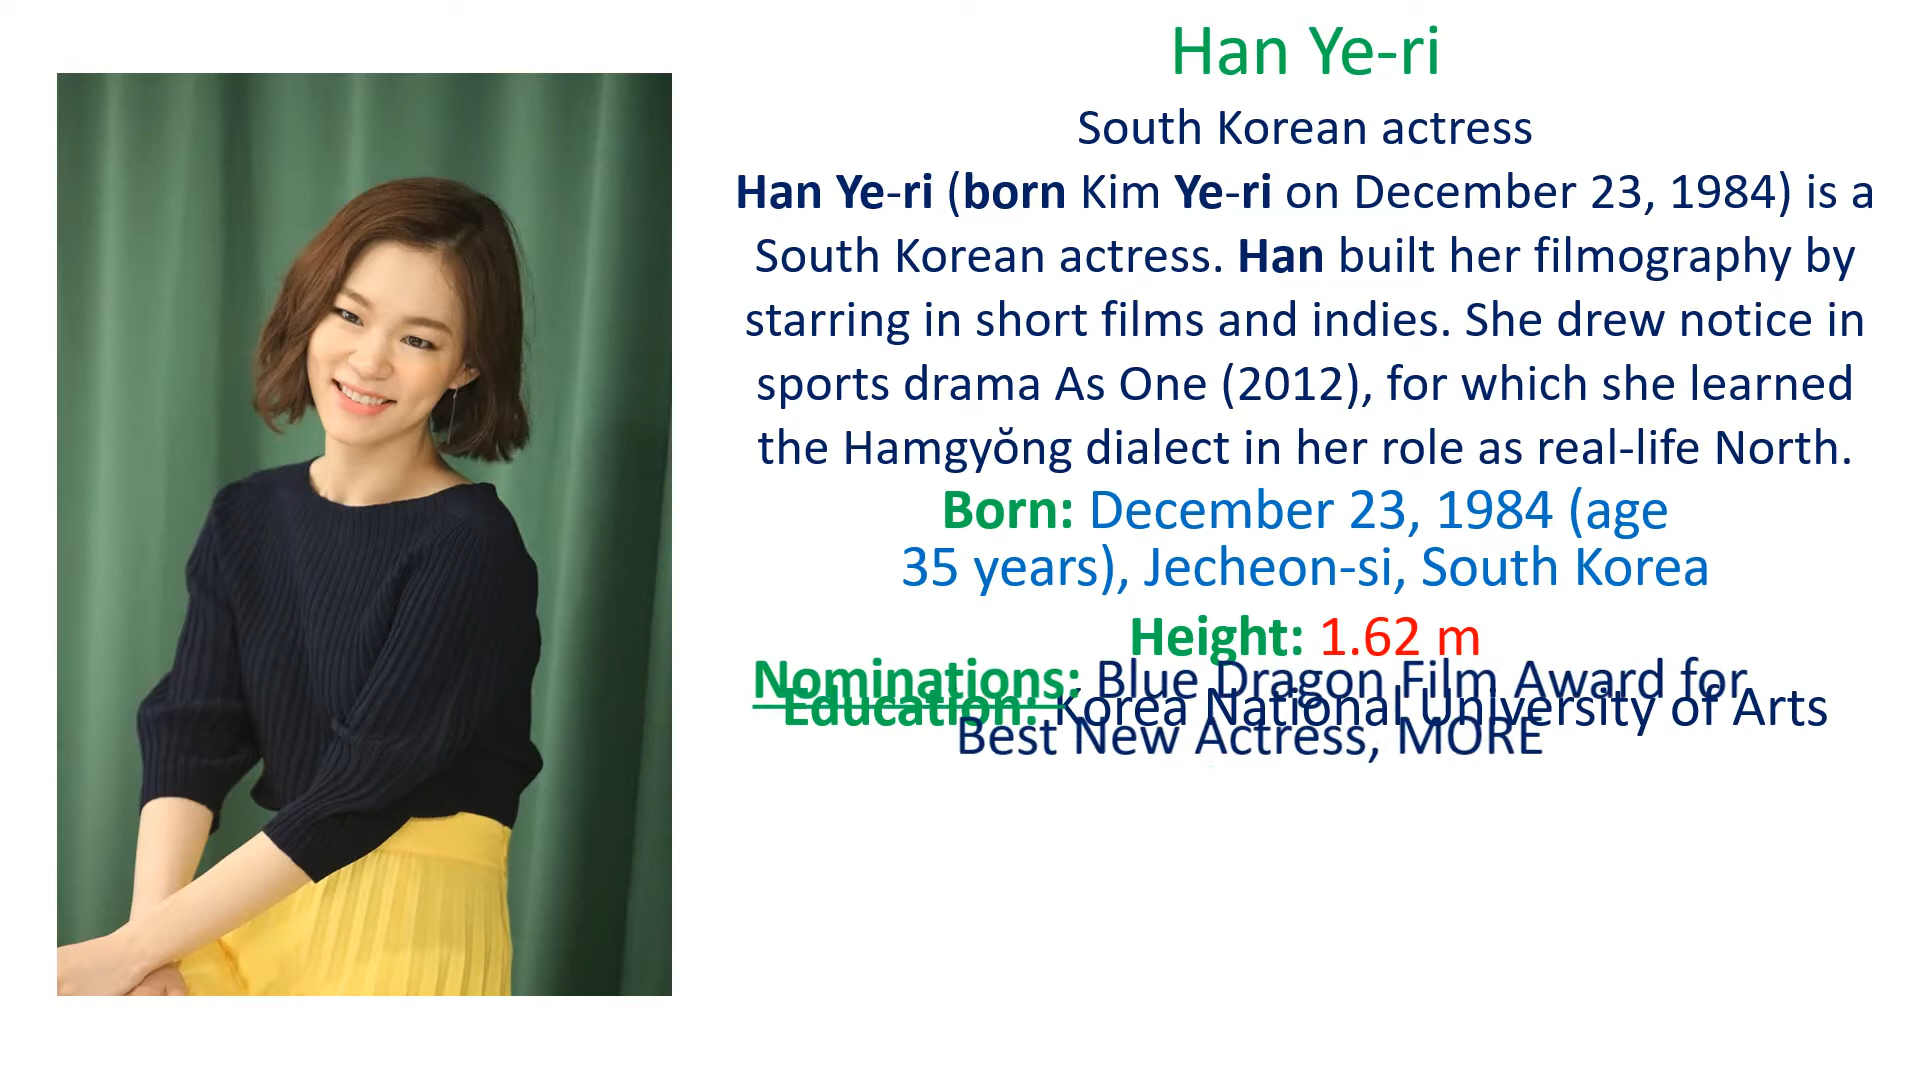 Han Ye-ri
South Korean actress
Han Ye-ri (born Kim Ye-ri on December 23, 1984) is a
South Korean actress. Han built her filmography by
starring in short films and indies. She drew notice in
sports drama As One (2012), for which she learned
the Hamgyŏng dialect in her role as real-life North.
Born: December 23, 1984 (age
35 years), Jecheon-si, South Korea
Height: 1.62 m
Nominations: Blue Dragon Film Award for
Education: Korea National University of Arts
Best New Actress, MORE